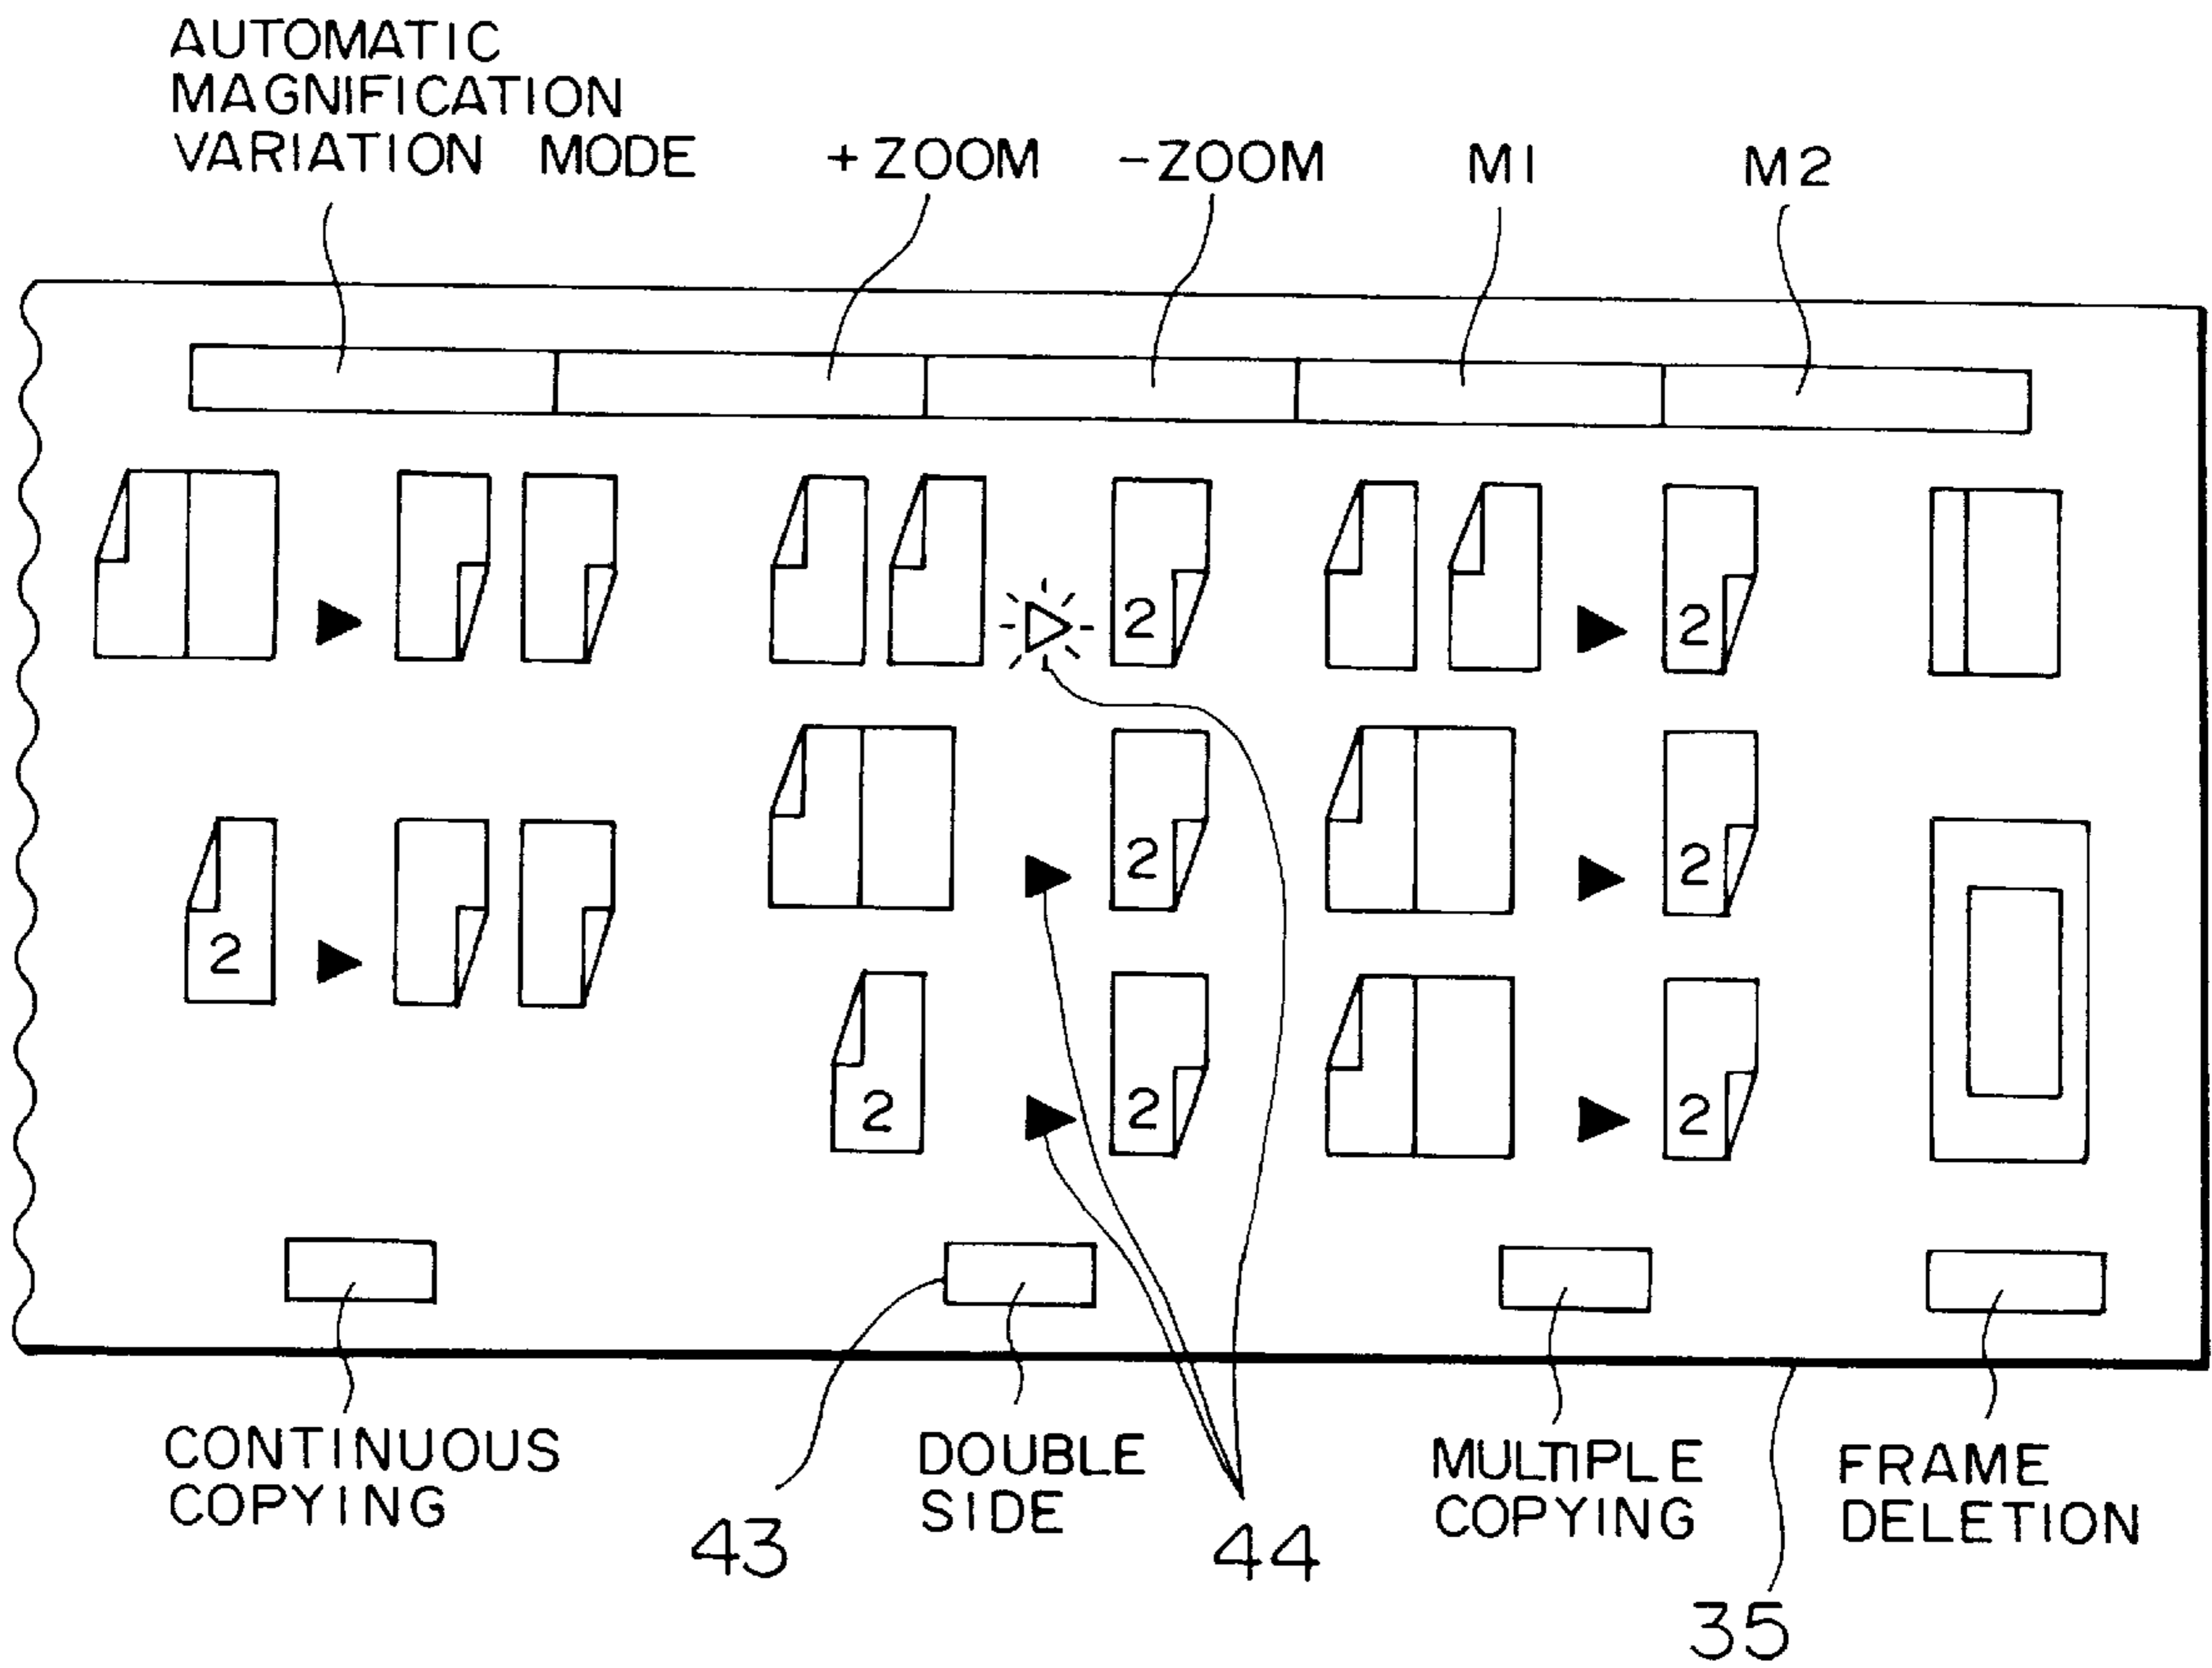 AUTOMATIC
MAGNIFICATION
VARIATION MODE
+ZOOM
-ZOOM
M1
M2
2
2
2
2
2
2
2
2
CONTINUOUS
COPYING
43
DOUBLE
SIDE
44
MULTIPLE
COPYING
FRAME
DELETION
35